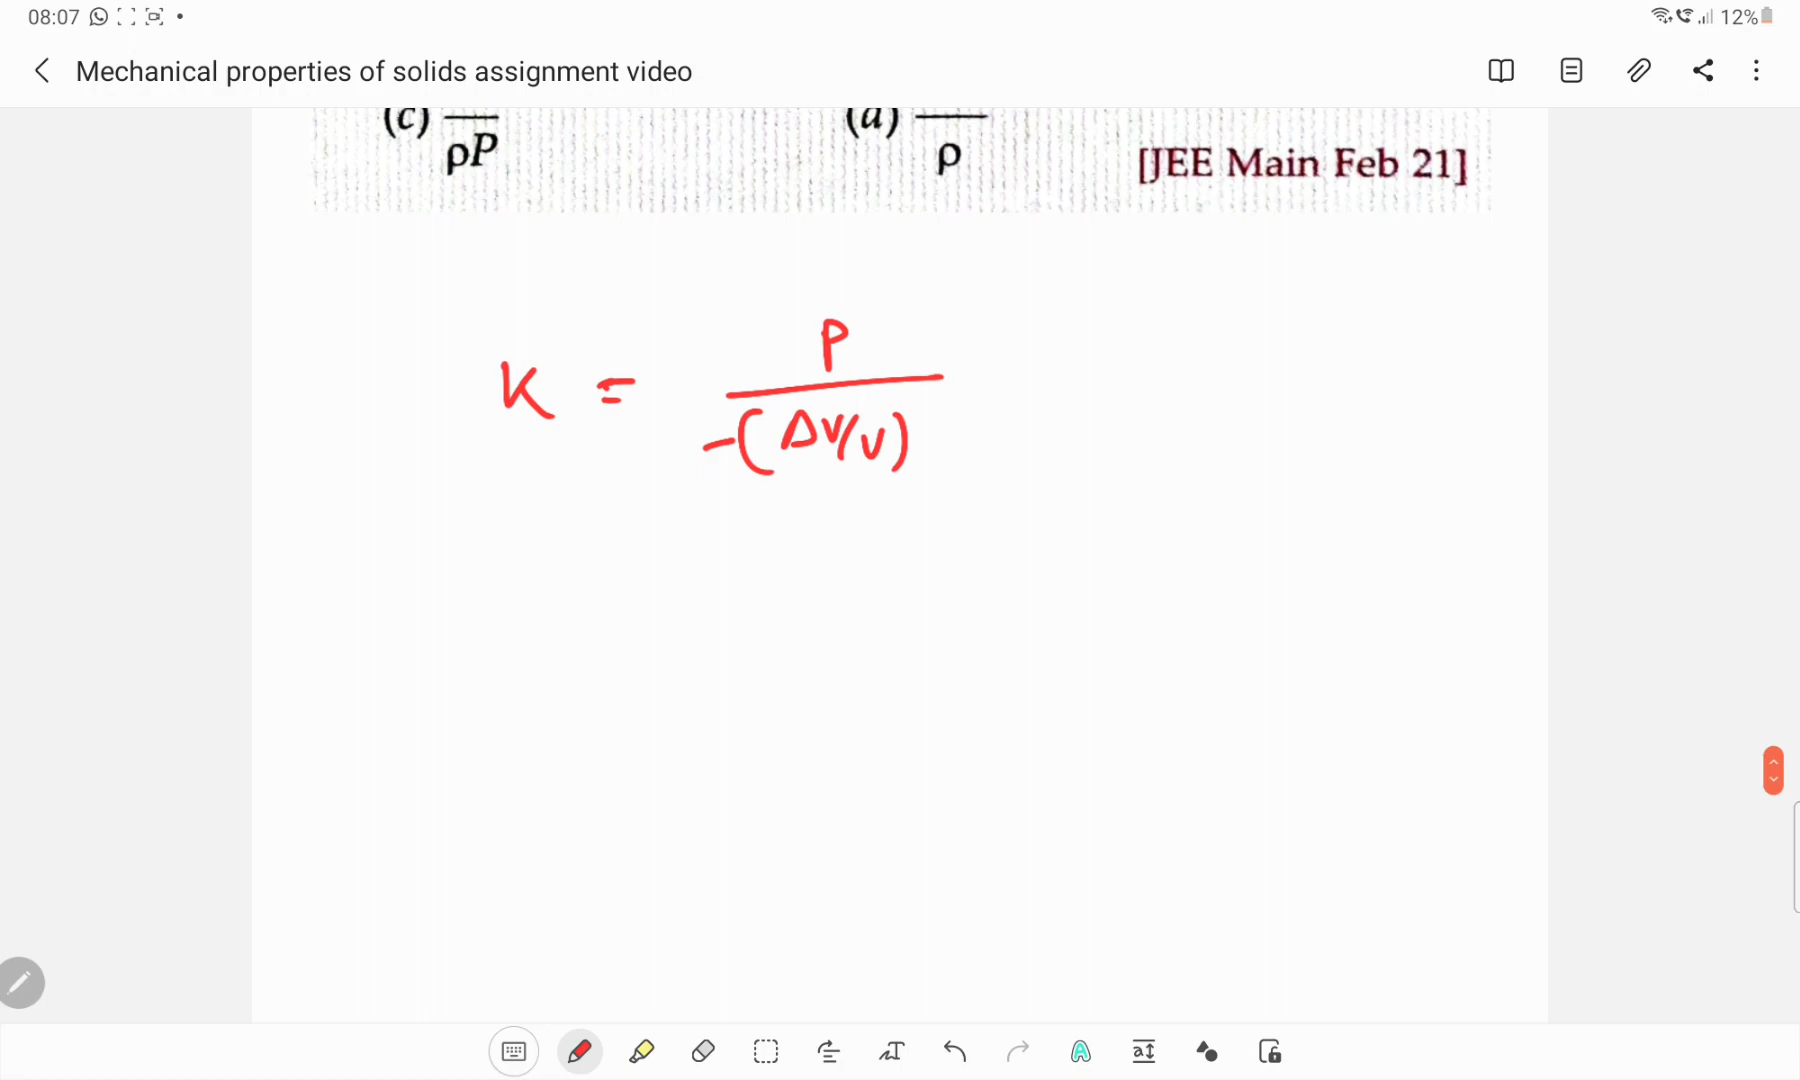 08:07
12%
Mechanical properties of solids assignment video
(c) ρP (d) ρ
[JEE Main Feb 21]
K = P / -(ΔV/V)